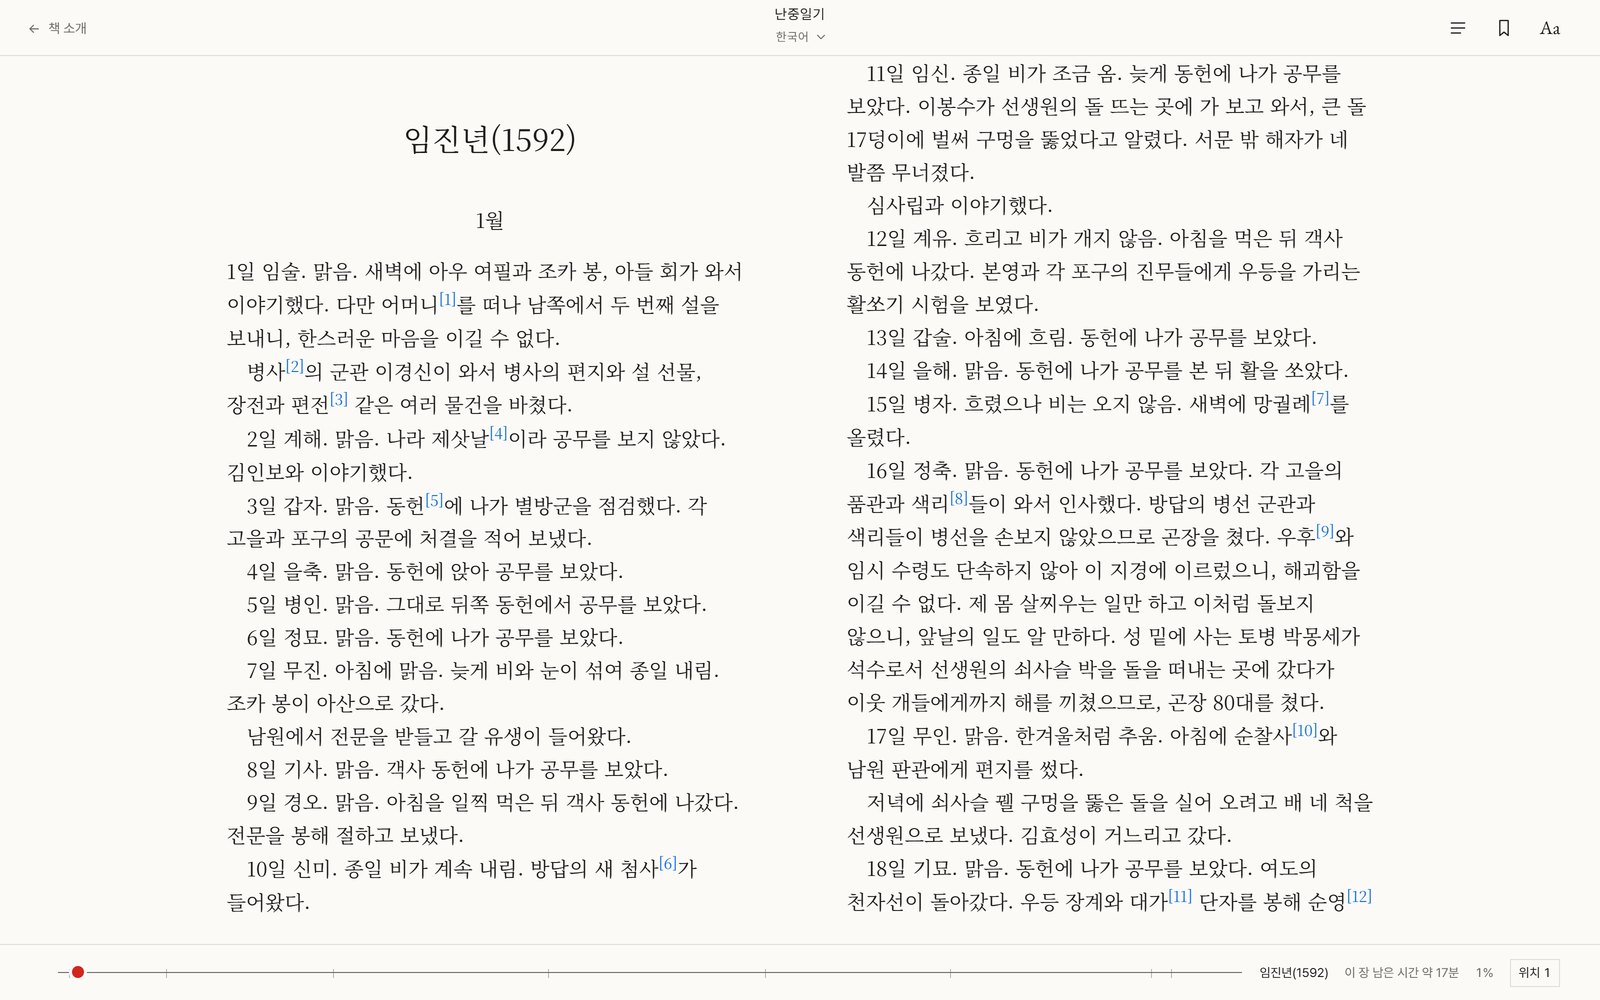 ← 책 소개
난중일기
한국어
Aa
임진년(1592)
1월
1일 임술. 맑음. 새벽에 아우 여필과 조카 봉, 아들 회가 와서
이야기했다. 다만 어머니[1]를 떠나 남쪽에서 두 번째 설을
보내니, 한스러운 마음을 이길 수 없다.
병사[2]의 군관 이경신이 와서 병사의 편지와 설 선물,
장전과 편전[3] 같은 여러 물건을 바쳤다.
2일 계해. 맑음. 나라 제삿날[4]이라 공무를 보지 않았다.
김인보와 이야기했다.
3일 갑자. 맑음. 동헌[5]에 나가 별방군을 점검했다. 각
고을과 포구의 공문에 처결을 적어 보냈다.
4일 을축. 맑음. 동헌에 앉아 공무를 보았다.
5일 병인. 맑음. 그대로 뒤쪽 동헌에서 공무를 보았다.
6일 정묘. 맑음. 동헌에 나가 공무를 보았다.
7일 무진. 아침에 맑음. 늦게 비와 눈이 섞여 종일 내림.
조카 봉이 아산으로 갔다.
남원에서 전문을 받들고 갈 유생이 들어왔다.
8일 기사. 맑음. 객사 동헌에 나가 공무를 보았다.
9일 경오. 맑음. 아침을 일찍 먹은 뒤 객사 동헌에 나갔다.
전문을 봉해 절하고 보냈다.
10일 신미. 종일 비가 계속 내림. 방답의 새 첨사[6]가
들어왔다.
11일 임신. 종일 비가 조금 옴. 늦게 동헌에 나가 공무를
보았다. 이봉수가 선생원의 돌 뜨는 곳에 가 보고 와서, 큰 돌
17덩이에 벌써 구멍을 뚫었다고 알렸다. 서문 밖 해자가 네
발쯤 무너졌다.
심사립과 이야기했다.
12일 계유. 흐리고 비가 개지 않음. 아침을 먹은 뒤 객사
동헌에 나갔다. 본영과 각 포구의 진무들에게 우등을 가리는
활쏘기 시험을 보였다.
13일 갑술. 아침에 흐림. 동헌에 나가 공무를 보았다.
14일 을해. 맑음. 동헌에 나가 공무를 본 뒤 활을 쏘았다.
15일 병자. 흐렸으나 비는 오지 않음. 새벽에 망궐례[7]를
올렸다.
16일 정축. 맑음. 동헌에 나가 공무를 보았다. 각 고을의
품관과 색리[8]들이 와서 인사했다. 방답의 병선 군관과
색리들이 병선을 손보지 않았으므로 곤장을 쳤다. 우후[9]와
임시 수령도 단속하지 않아 이 지경에 이르렀으니, 해괴함을
이길 수 없다. 제 몸 살찌우는 일만 하고 이처럼 돌보지
않으니, 앞날의 일도 알 만하다. 성 밑에 사는 토병 박몽세가
석수로서 선생원의 쇠사슬 박을 돌을 떠내는 곳에 갔다가
이웃 개들에게까지 해를 끼쳤으므로, 곤장 80대를 쳤다.
17일 무인. 맑음. 한겨울처럼 추움. 아침에 순찰사[10]와
남원 판관에게 편지를 썼다.
저녁에 쇠사슬 꿸 구멍을 뚫은 돌을 실어 오려고 배 네 척을
선생원으로 보냈다. 김효성이 거느리고 갔다.
18일 기묘. 맑음. 동헌에 나가 공무를 보았다. 여도의
천자선이 돌아갔다. 우등 장계와 대가[11] 단자를 봉해 순영[12]
임진년(1592) 이 장 남은 시간 약 17분 1% 위치 1